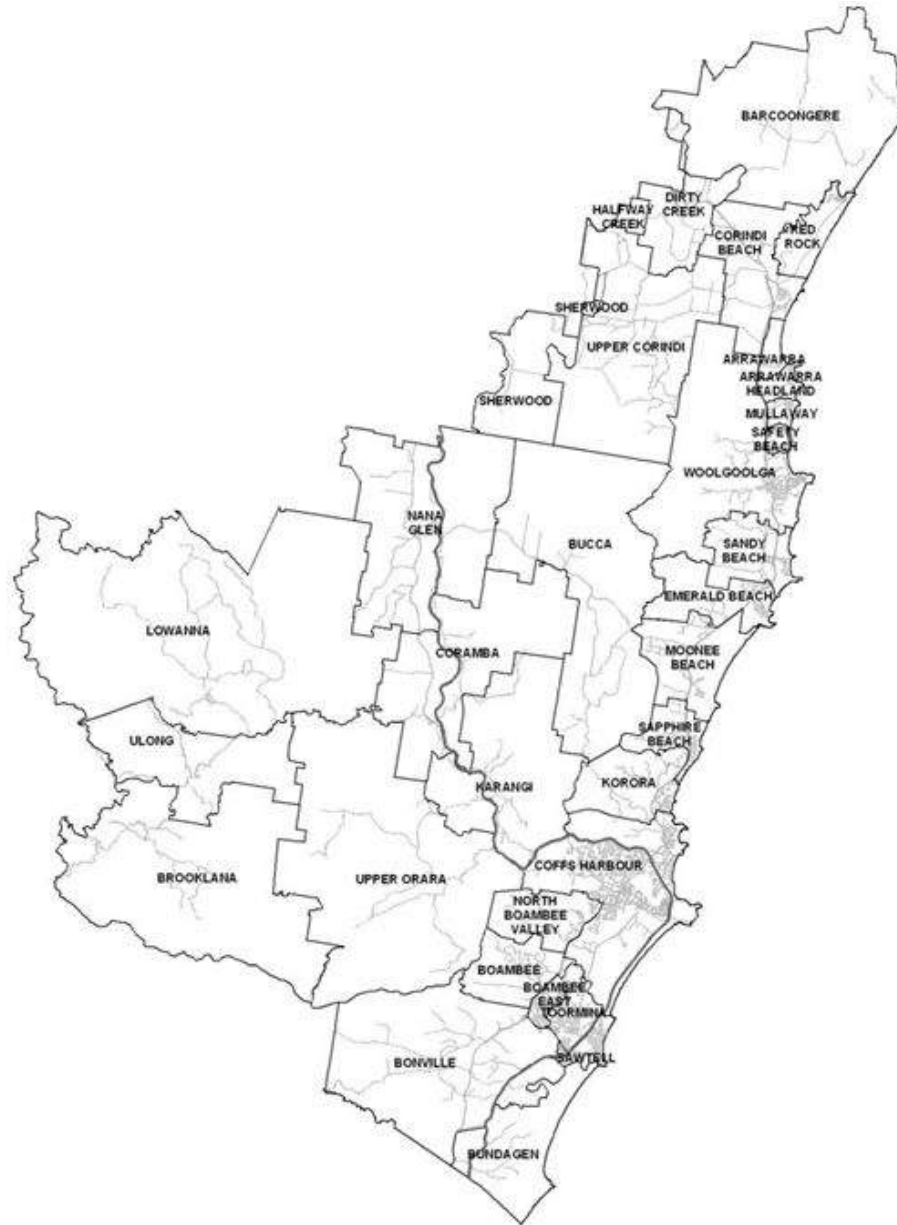 BARCOONGERE
DIRTY
CREEK
HALFWAY
CREEK
RED
ROCK
CORINDI
BEACH
SHERWOOD
UPPER CORINDI
ARRAWARRA
ARRAWARRA
HEADLAND
SHERWOOD
MULLAWAY
SAFETY
BEACH
WOOLGOOLGA
NANA
GLEN
BUCCA
SANDY
BEACH
EMERALD BEACH
LOWANNA
CORAMBA
MOONEE
BEACH
ULONG
SAPPHIRE
BEACH
KARANGI
KORORA
BROOKLANA
UPPER ORARA
COFFS HARBOUR
NORTH
BOAMBEE
VALLEY
BOAMBEE
BOAMBEE
EAST
TOORMINA
BONVILLE
SAWTELL
BUNDAGEN